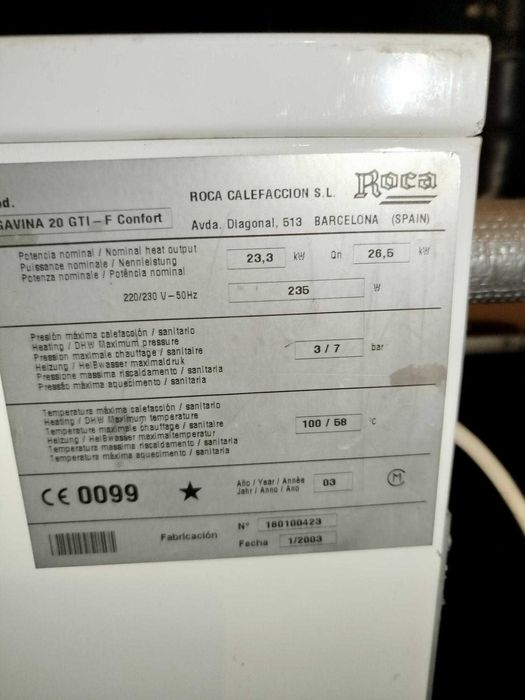 od.
ROCA CALEFACCION S.L.
Roca
GAVINA 20 GTI-F Confort
Avda. Diagonal, 513 BARCELONA (SPAIN)
Potencia nominal / Nominal heat output
Puissance nominale / Nennleistung
Potenza nominale / Potência nominal
23,3 kW Qn 26,5 kW
220/230 V-50Hz 235 W
Presión máxima calefacción / sanitario
Heating / DHW Maximum pressure
Pression maximale chauffage / sanitaire
Heizung / Heißwasser maximaldruk
Pressione massima riscaldamento / sanitaria
Pressão máxima aquecimento / sanitaria
3 / 7 bar
Temperatura máxima calefacción / sanitario
Heating / DHW Maximum temperature
Temperature maximale chauffage / sanitaire
Heizung / Heißwasser maximaltemperatur
Temperatura massima riscaldamento / sanitaria
Temperatura máxima aquecimento / sanitaria
100 / 58 °C
CE 0099 ★
Año / Year / Année
Jahr / Anno / Ano
03
CM
Fabricación
Nº 160100423
Fecha 1/2003